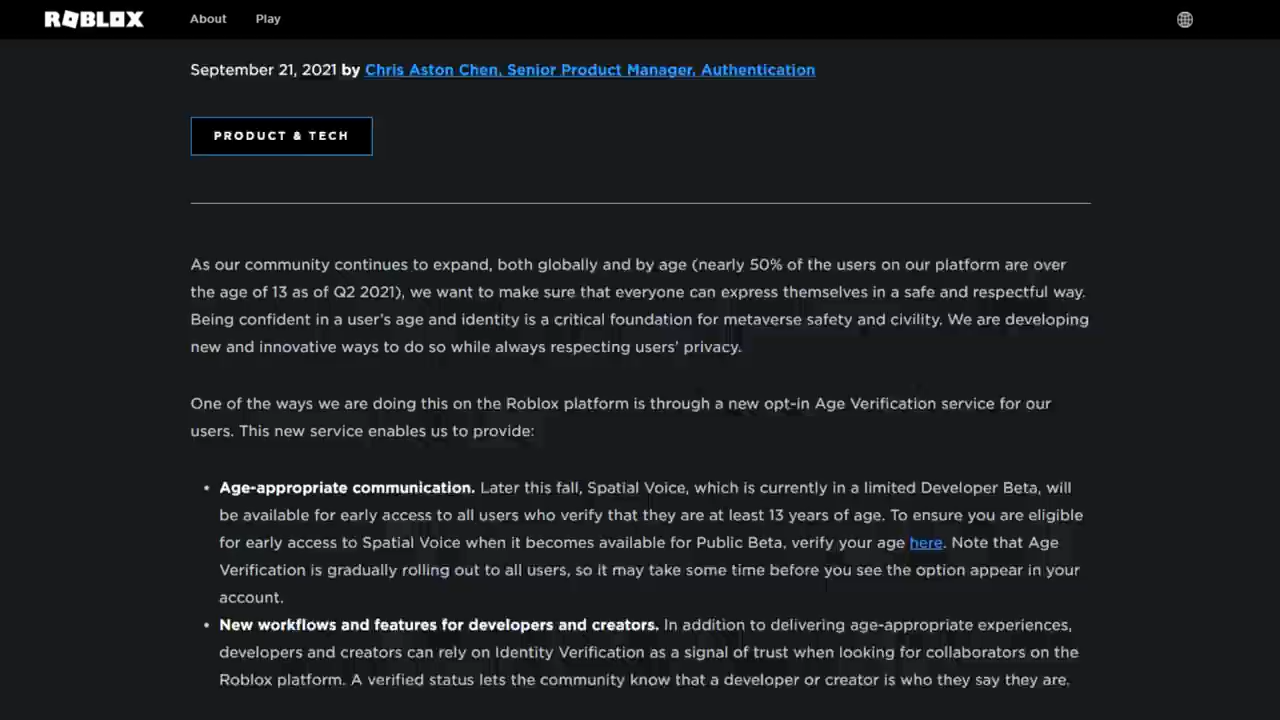 ROBLOX About Play
September 21, 2021 by Chris Aston Chen, Senior Product Manager, Authentication
PRODUCT & TECH
As our community continues to expand, both globally and by age (nearly 50% of the users on our platform are over
the age of 13 as of Q2 2021), we want to make sure that everyone can express themselves in a safe and respectful way.
Being confident in a user's age and identity is a critical foundation for metaverse safety and civility. We are developing
new and innovative ways to do so while always respecting users' privacy.
One of the ways we are doing this on the Roblox platform is through a new opt-in Age Verification service for our
users. This new service enables us to provide:
• Age-appropriate communication. Later this fall, Spatial Voice, which is currently in a limited Developer Beta, will
be available for early access to all users who verify that they are at least 13 years of age. To ensure you are eligible
for early access to Spatial Voice when it becomes available for Public Beta, verify your age here. Note that Age
Verification is gradually rolling out to all users, so it may take some time before you see the option appear in your
account.
• New workflows and features for developers and creators. In addition to delivering age-appropriate experiences,
developers and creators can rely on Identity Verification as a signal of trust when looking for collaborators on the
Roblox platform. A verified status lets the community know that a developer or creator is who they say they are.